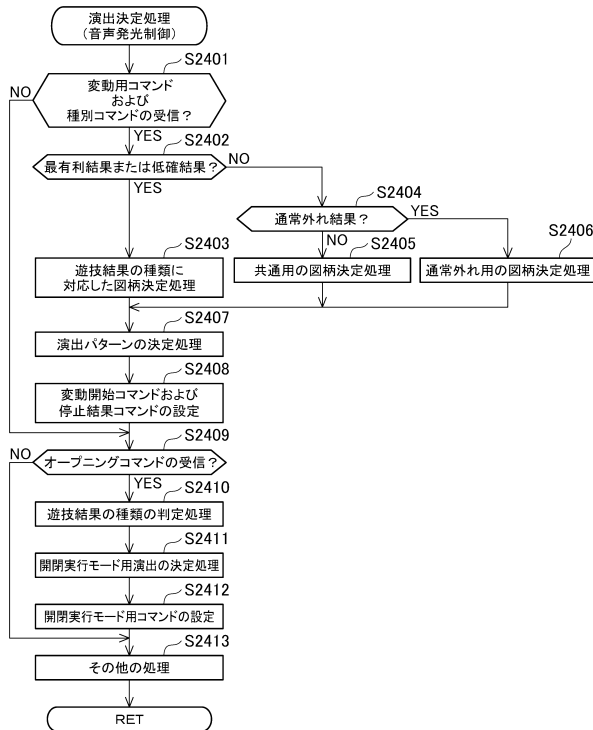 演出決定処理
(音声発光制御)
S2401
NO
変動用コマンド
および
種別コマンドの受信？
YES
S2402
最有利結果または低確結果？
NO
YES
S2404
通常外れ結果？
YES
NO
S2403
遊技結果の種類に
対応した図柄決定処理
S2405
共通用の図柄決定処理
S2406
通常外れ用の図柄決定処理
S2407
演出パターンの決定処理
S2408
変動開始コマンドおよび
停止結果コマンドの設定
S2409
NO
オープニングコマンドの受信？
YES
S2410
遊技結果の種類の判定処理
S2411
開閉実行モード用演出の決定処理
S2412
開閉実行モード用コマンドの設定
S2413
その他の処理
RET